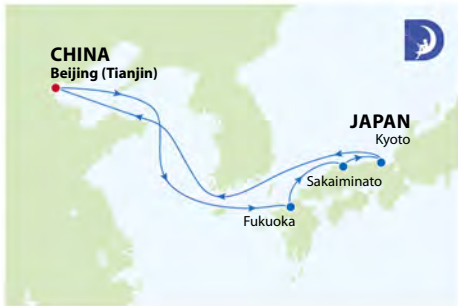 CHINA
Beijing (Tianjin)
JAPAN
Kyoto
Sakaiminato
Fukuoka